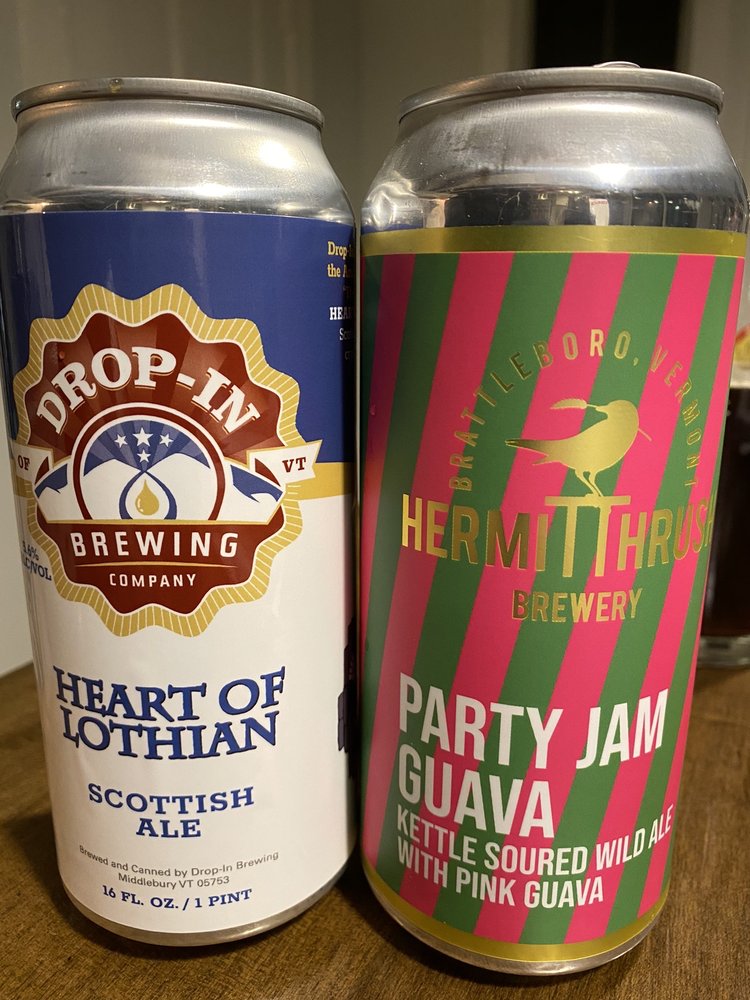 DROP-IN
OF VT
BREWING
COMPANY
HEART OF
LOTHIAN
SCOTTISH
ALE
Brewed and Canned by Drop-In Brewing
Middlebury VT 05753
16 FL. OZ. / 1 PINT
BRATTLEBORO, VERMONT
HERMIT THRUSH
BREWERY
PARTY JAM
GUAVA
KETTLE SOURED WILD ALE
WITH PINK GUAVA